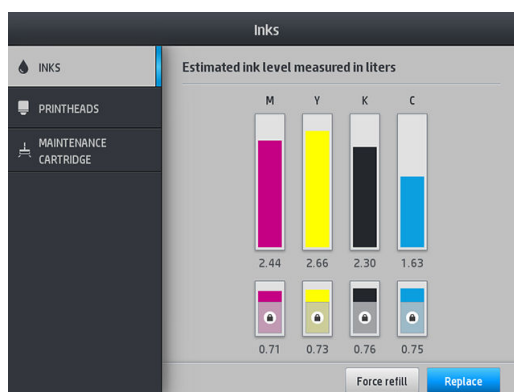 Inks
INKS
PRINTHEADS
MAINTENANCE
CARTRIDGE
Estimated ink level measured in liters
M Y K C
2.44 2.66 2.30 1.63
0.71 0.73 0.76 0.75
Force refill Replace